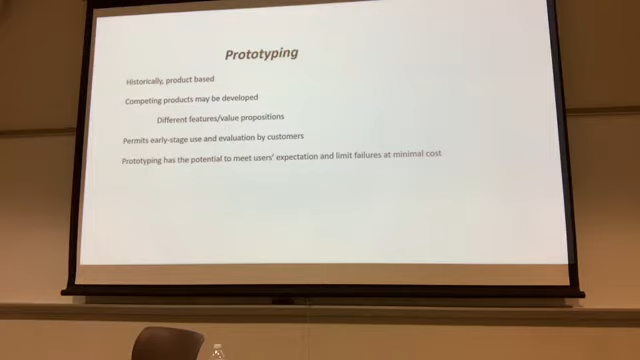 Prototyping
Historically, product based
Competing products may be developed
Different features/value propositions
Permits early-stage use and evaluation by customers
Prototyping has the potential to meet users' expectation and limit failures at minimal cost